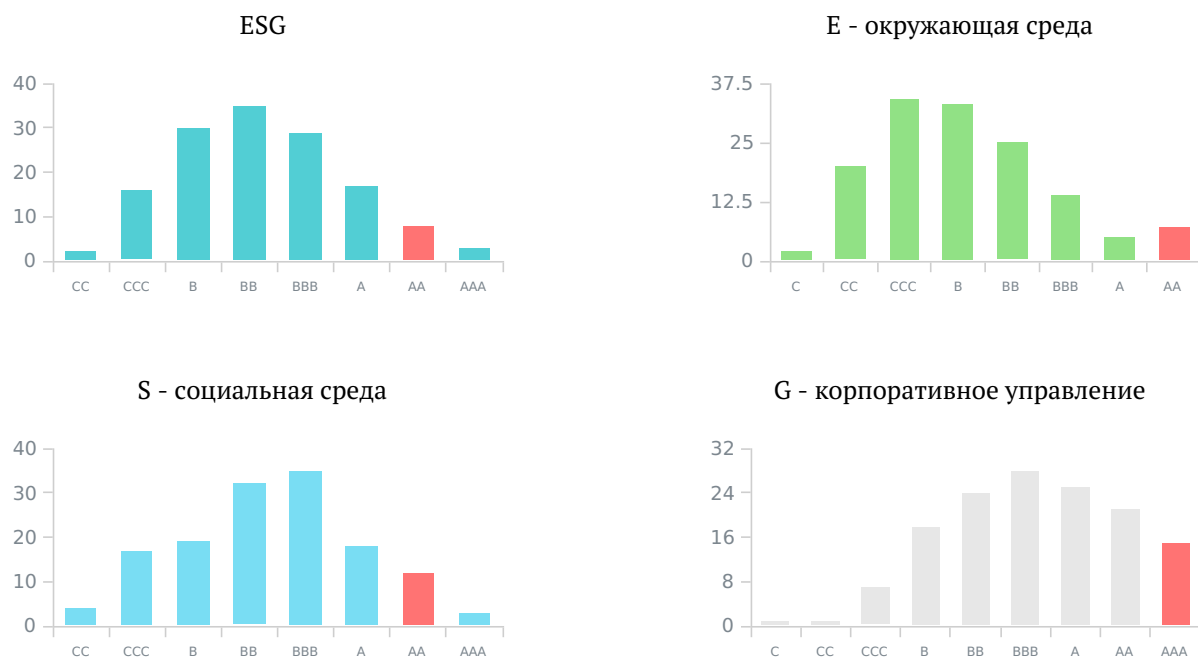 ESG
40
30
20
10
0
CC CCC B BB BBB A AA AAA
E - окружающая среда
37.5
25
12.5
0
C CC CCC B BB BBB A AA
S - социальная среда
40
30
20
10
0
CC CCC B BB BBB A AA AAA
G - корпоративное управление
32
24
16
8
0
C CC CCC B BB BBB A AA AAA